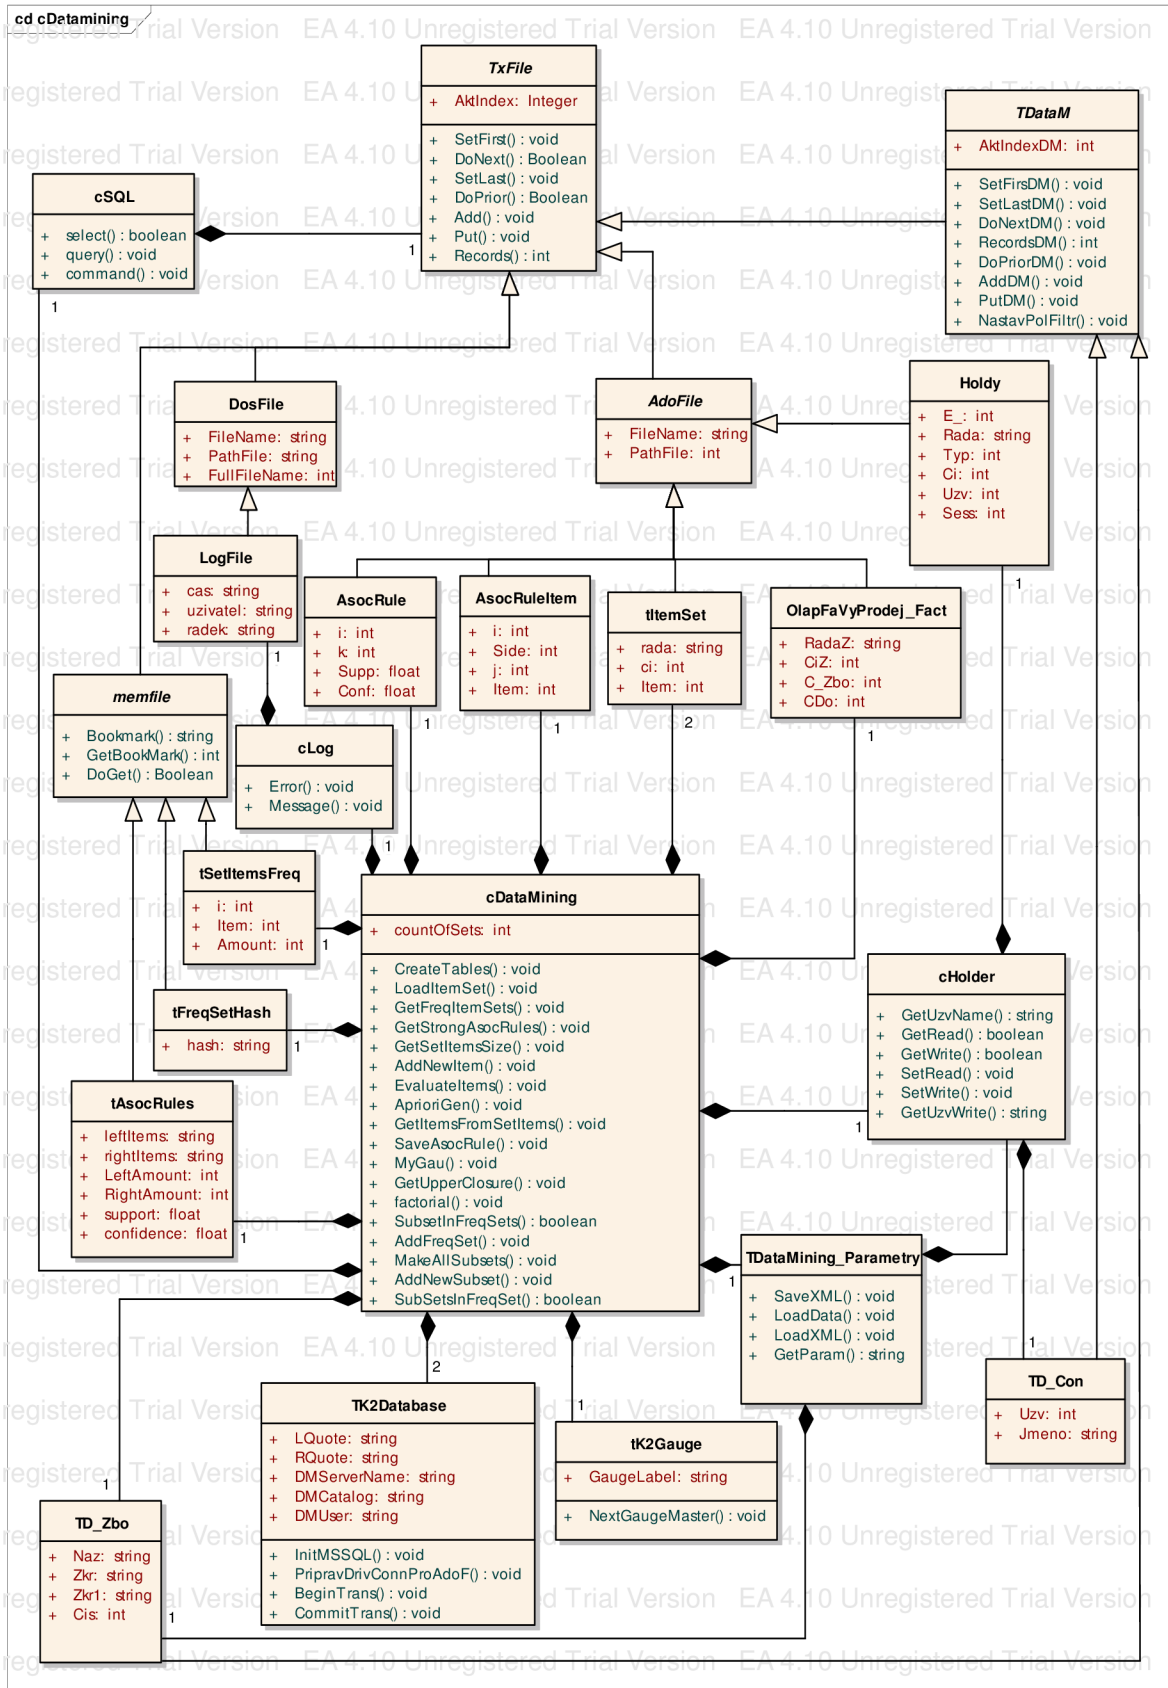 cd cDatamining
EA 4.10 Unregistered Trial Version
TxFile
+ AktIndex: Integer
+ SetFirst() : void
+ DoNext() : Boolean
+ SetLast() : void
+ DoPrior() : Boolean
+ Add() : void
+ Put() : void
+ Records() : int
TDataM
+ AktIndexDM: int
+ SetFirsDM() : void
+ SetLastDM() : void
+ DoNextDM() : void
+ RecordsDM() : int
+ DoPriorDM() : void
+ AddDM() : void
+ PutDM() : void
+ NastavPolFiltr() : void
cSQL
+ select() : boolean
+ query() : void
+ command() : void
1
1
DosFile
+ FileName: string
+ PathFile: string
+ FullFileName: int
AdoFile
+ FileName: string
+ PathFile: int
Holdy
+ E_: int
+ Rada: string
+ Typ: int
+ Ci: int
+ Uzv: int
+ Sess: int
1
LogFile
+ cas: string
+ uzivatel: string
+ radek: string
1
AsocRule
+ i: int
+ k: int
+ Supp: float
+ Conf: float
1
AsocRuleItem
+ i: int
+ Side: int
+ j: int
+ Item: int
1
tItemSet
+ rada: string
+ ci: int
+ Item: int
2
OlapFaVyProdej_Fact
+ RadaZ: string
+ CiZ: int
+ C_Zbo: int
+ CDo: int
1
memfile
+ Bookmark() : string
+ GetBookMark() : int
+ DoGet() : Boolean
cLog
+ Error() : void
+ Message() : void
1
tSetItemsFreq
+ i: int
+ Item: int
+ Amount: int
1
cDataMining
+ countOfSets: int
+ CreateTables() : void
+ LoadItemSet() : void
+ GetFreqItemSets() : void
+ GetStrongAsocRules() : void
+ GetSetItemsSize() : void
+ AddNewItem() : void
+ EvaluateItems() : void
+ AprioriGen() : void
+ GetItemsFromSetItems() : void
+ SaveAsocRule() : void
+ MyGau() : void
+ GetUpperClosure() : void
+ factorial() : void
+ SubsetInFreqSets() : boolean
+ AddFreqSet() : void
+ MakeAllSubsets() : void
+ AddNewSubset() : void
+ SubSetsInFreqSet() : boolean
tFreqSetHash
+ hash: string
1
cHolder
+ GetUzvName() : string
+ GetRead() : boolean
+ GetWrite() : boolean
+ SetRead() : void
+ SetWrite() : void
+ GetUzvWrite() : string
1
tAsocRules
+ leftItems: string
+ rightItems: string
+ LeftAmount: int
+ RightAmount: int
+ support: float
+ confidence: float
1
TDataMining_Parametry
+ SaveXML() : void
+ LoadData() : void
+ LoadXML() : void
+ GetParam() : string
1
TD_Con
+ Uzv: int
+ Jmeno: string
1
TK2Database
+ LQuote: string
+ RQuote: string
+ DMServerName: string
+ DMCatalog: string
+ DMUser: string
+ InitMSSQL() : void
+ PripravDrivConnProAdoF() : void
+ BeginTrans() : void
+ CommitTrans() : void
2
tK2Gauge
+ GaugeLabel: string
+ NextGaugeMaster() : void
1
TD_Zbo
+ Naz: string
+ Zkr: string
+ Zkr1: string
+ Cis: int
1
1